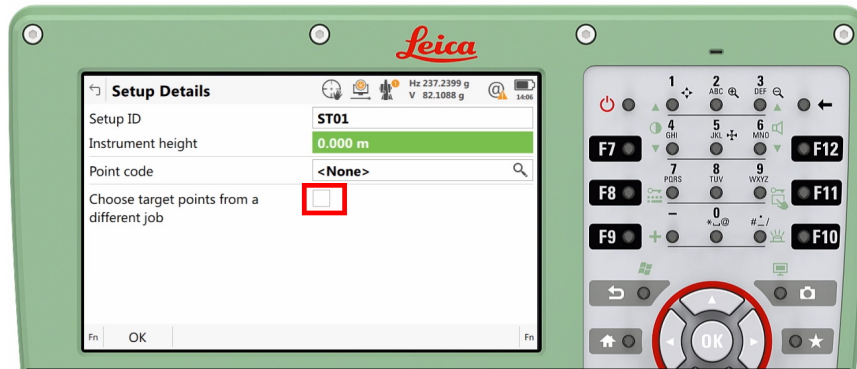 Leica
Setup Details
Hz 237.2399 g
V 82.1088 g
@
14:06
Setup ID
ST01
Instrument height
0.000 m
Point code
<None>
Choose target points from a
different job
Fn
OK
Fn
1
2
ABC
3
DEF
4
GHI
5
JKL
6
MNO
F7
F12
7
PQRS
8
TUV
9
WXYZ
F8
F11
−
0
*␣@
.
#_/
F9
+
F10
OK